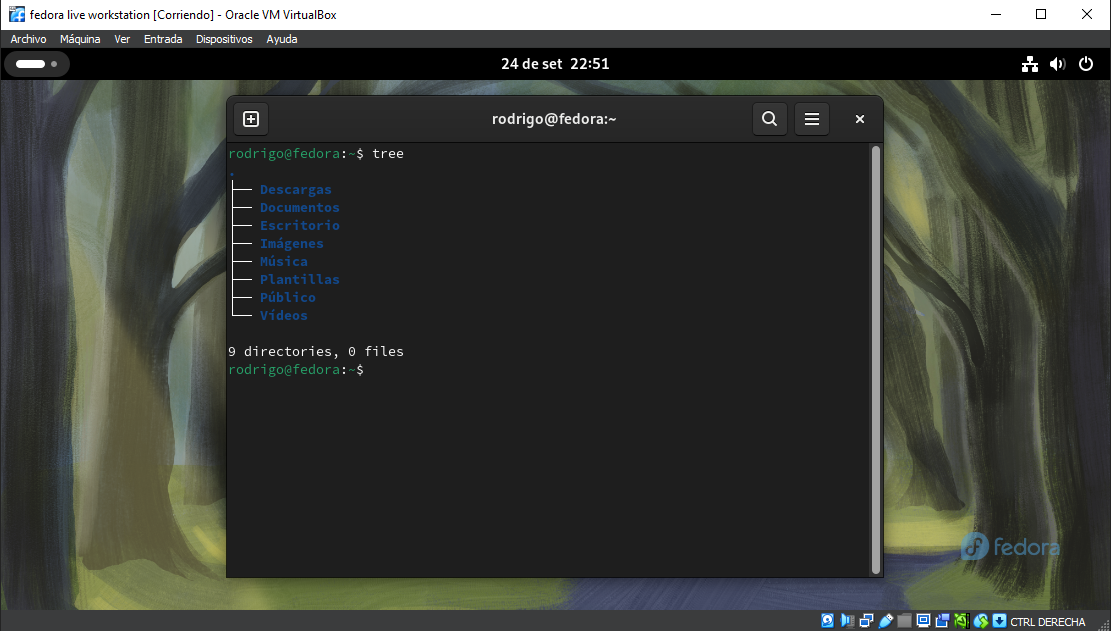 fedora live workstation [Corriendo] - Oracle VM VirtualBox
Archivo Máquina Ver Entrada Dispositivos Ayuda
24 de set 22:51
rodrigo@fedora:~
rodrigo@fedora:~$ tree
.
├── Descargas
├── Documentos
├── Escritorio
├── Imágenes
├── Música
├── Plantillas
├── Público
└── Vídeos
9 directories, 0 files
rodrigo@fedora:~$
fedora
CTRL DERECHA